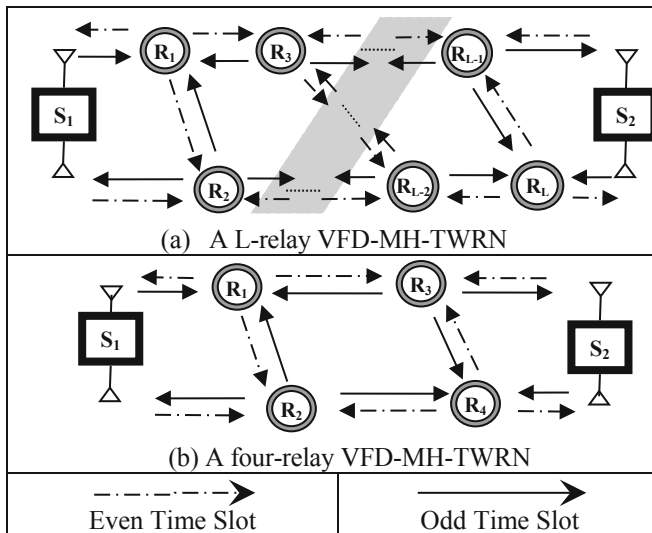 R1 R3 ........ RL-1
S1 S2
R2 ........ RL-2 RL
(a) A L-relay VFD-MH-TWRN
R1 R3
S1 S2
R2 R4
(b) A four-relay VFD-MH-TWRN
Even Time Slot Odd Time Slot